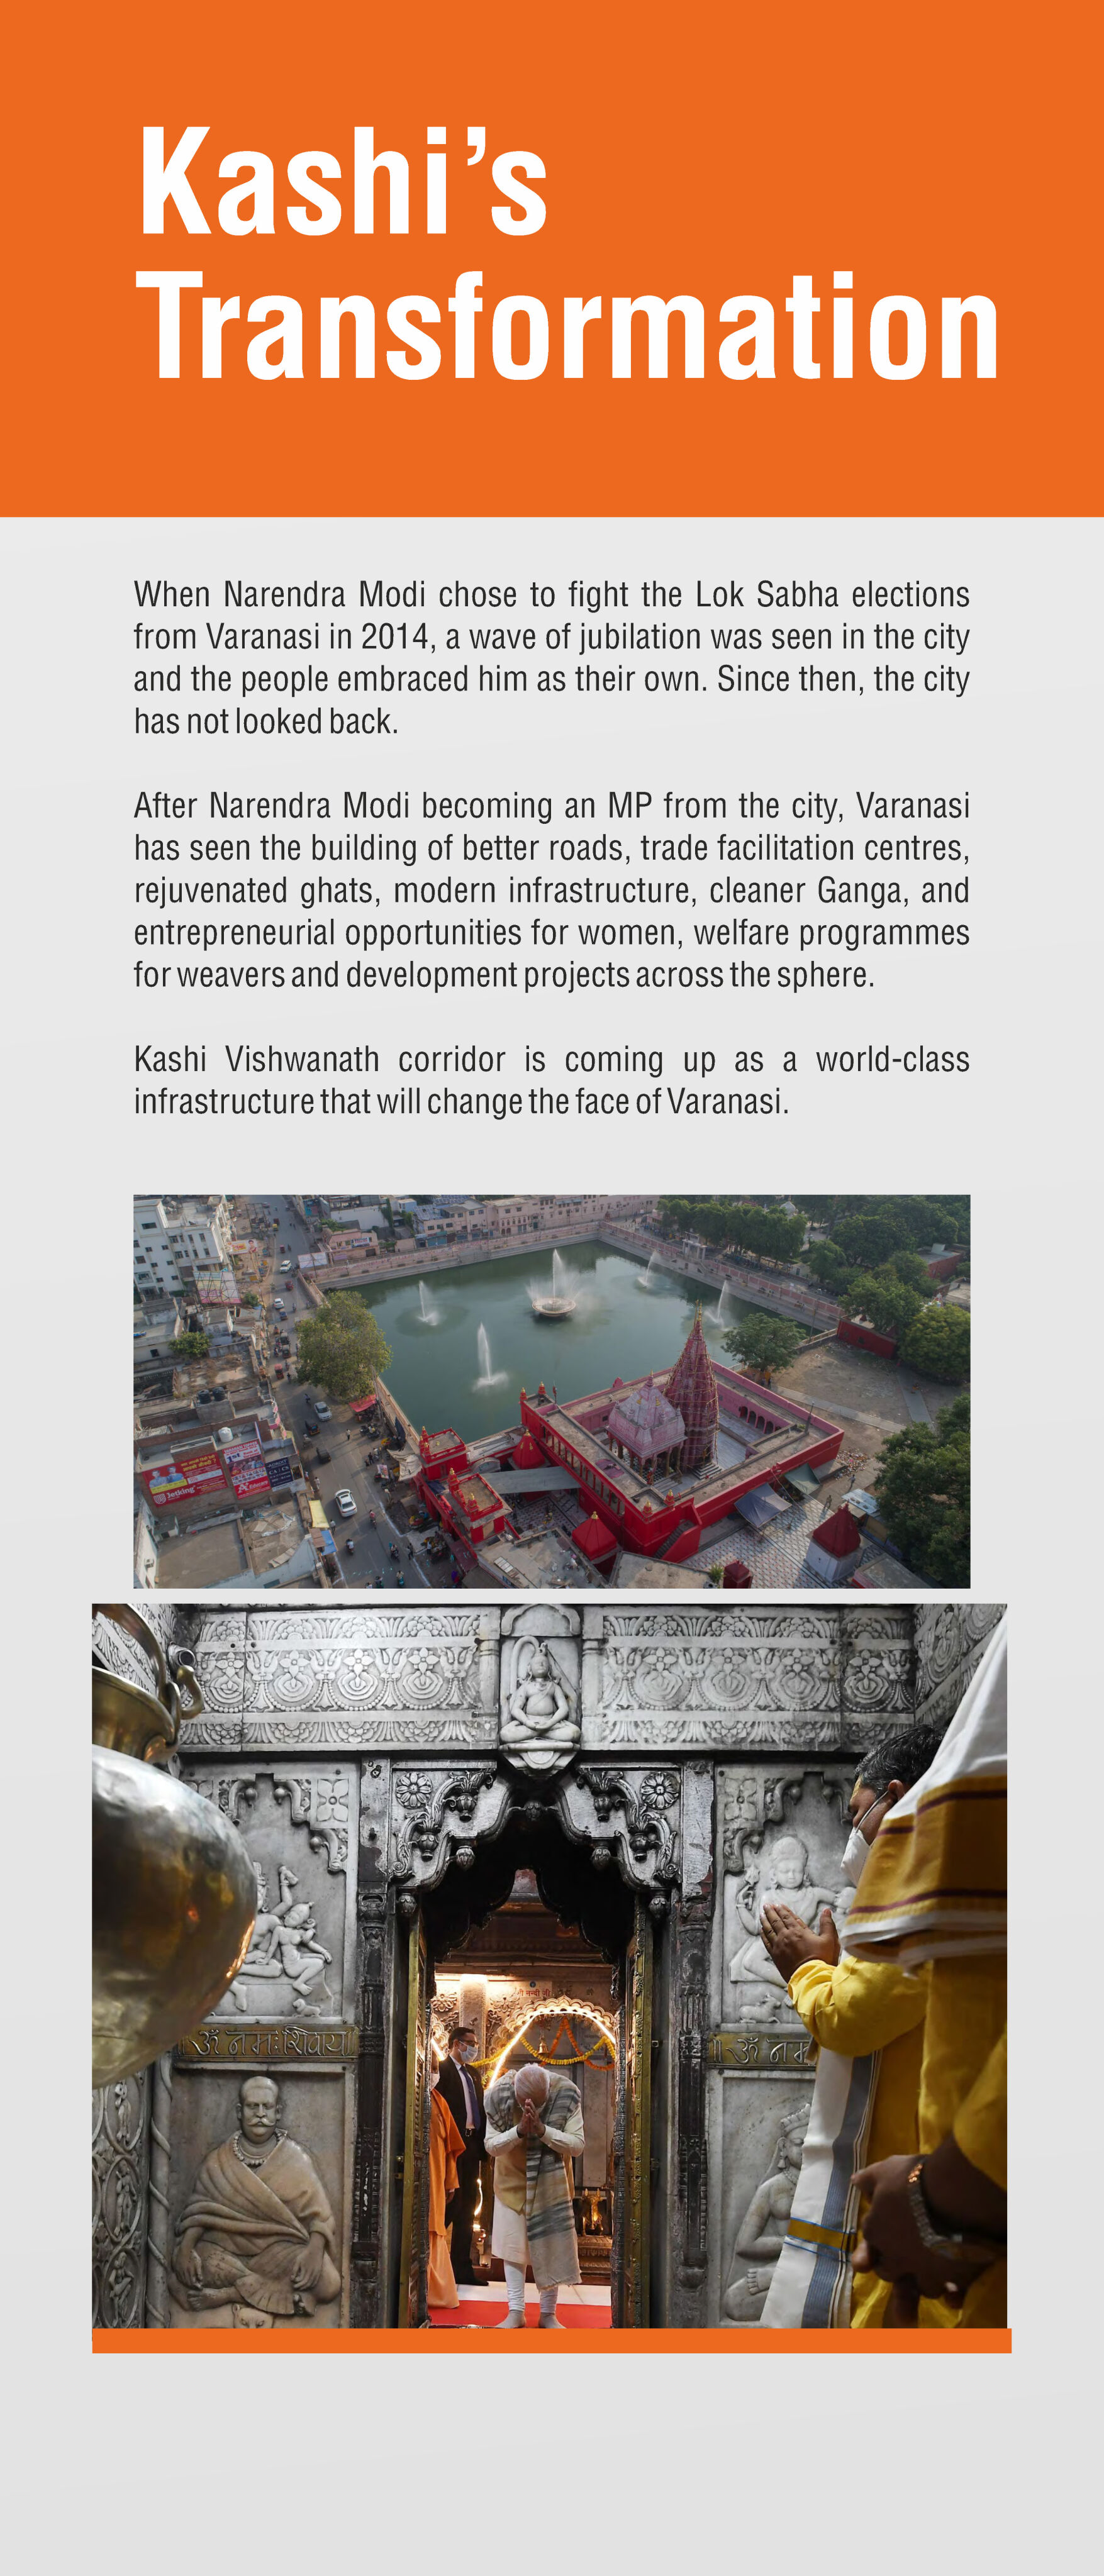 Kashi’s
Transformation
When Narendra Modi chose to fight the Lok Sabha elections
from Varanasi in 2014, a wave of jubilation was seen in the city
and the people embraced him as their own. Since then, the city
has not looked back.
After Narendra Modi becoming an MP from the city, Varanasi
has seen the building of better roads, trade facilitation centres,
rejuvenated ghats, modern infrastructure, cleaner Ganga, and
entrepreneurial opportunities for women, welfare programmes
for weavers and development projects across the sphere.
Kashi Vishwanath corridor is coming up as a world-class
infrastructure that will change the face of Varanasi.
Jetking
ॐ नमः शिवाय
ॐ नम